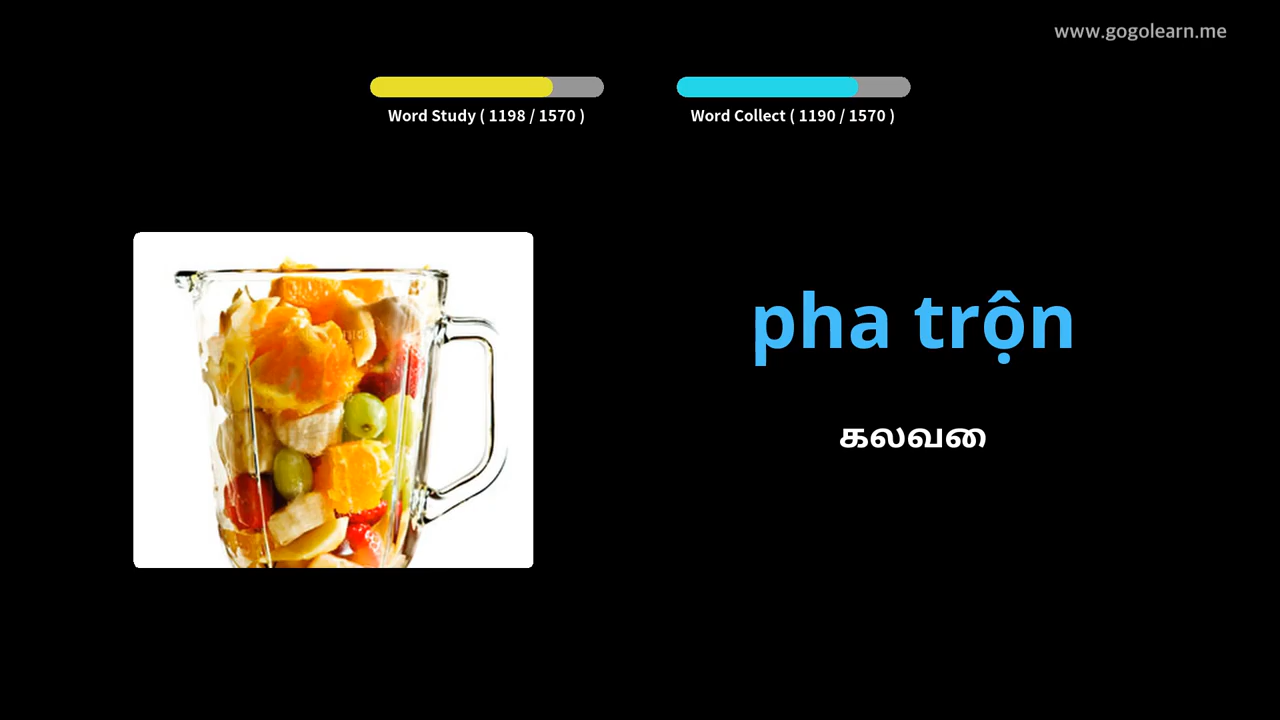 www.gogolearn.me
Word Study ( 1198 / 1570 )
Word Collect ( 1190 / 1570 )
pha trộn
கலவை